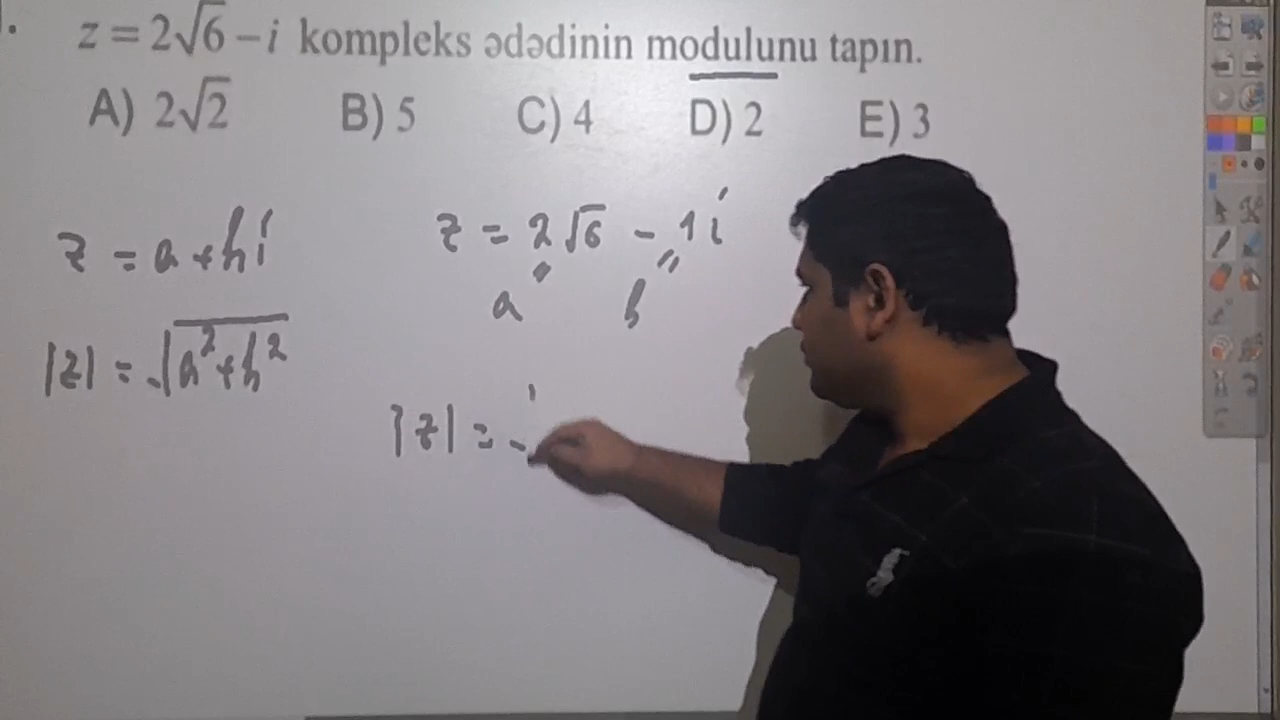 z = 2√6 – i kompleks ədədinin modulunu tapın.
A) 2√2 B) 5 C) 4 D) 2 E) 3
z = a + bi
z = 2√6 - 1i
a b
|z| = √a²+b²
|z| =